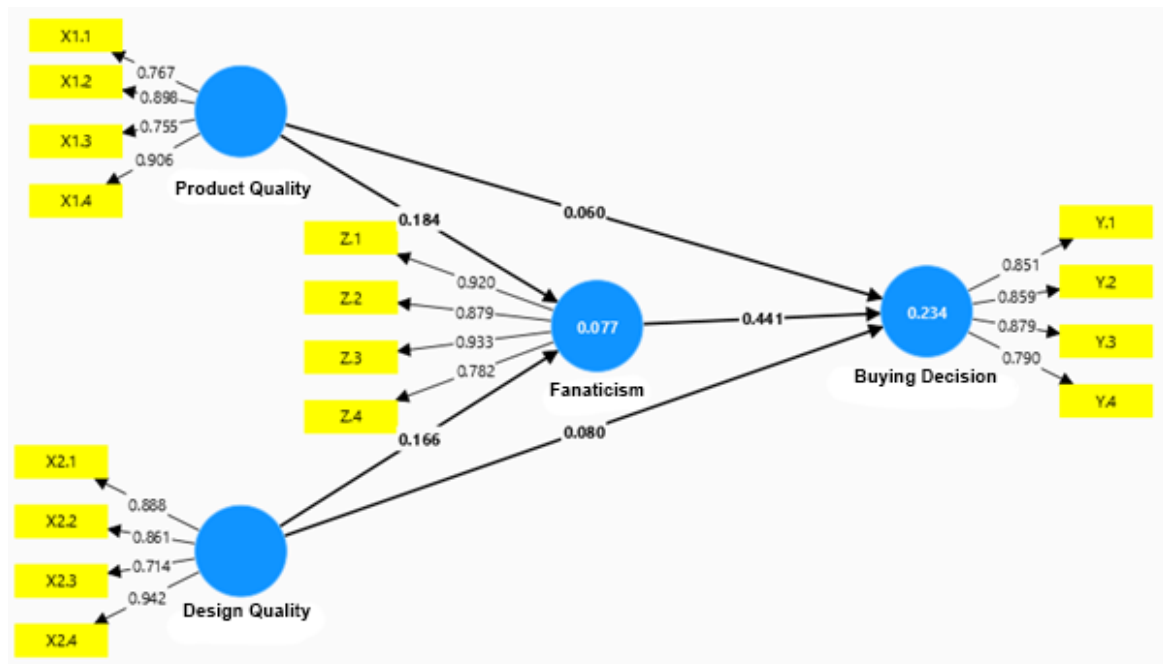 X1.1
X1.2
X1.3
X1.4
0.767
0.898
0.755
0.906
Product Quality
0.184
0.060
Z.1
Z.2
Z.3
Z.4
0.920
0.879
0.933
0.782
0.077
Fanaticism
0.441
0.234
Buying Decision
Y.1
Y.2
Y.3
Y.4
0.851
0.859
0.879
0.790
0.166
0.080
X2.1
X2.2
X2.3
X2.4
0.888
0.861
0.714
0.942
Design Quality